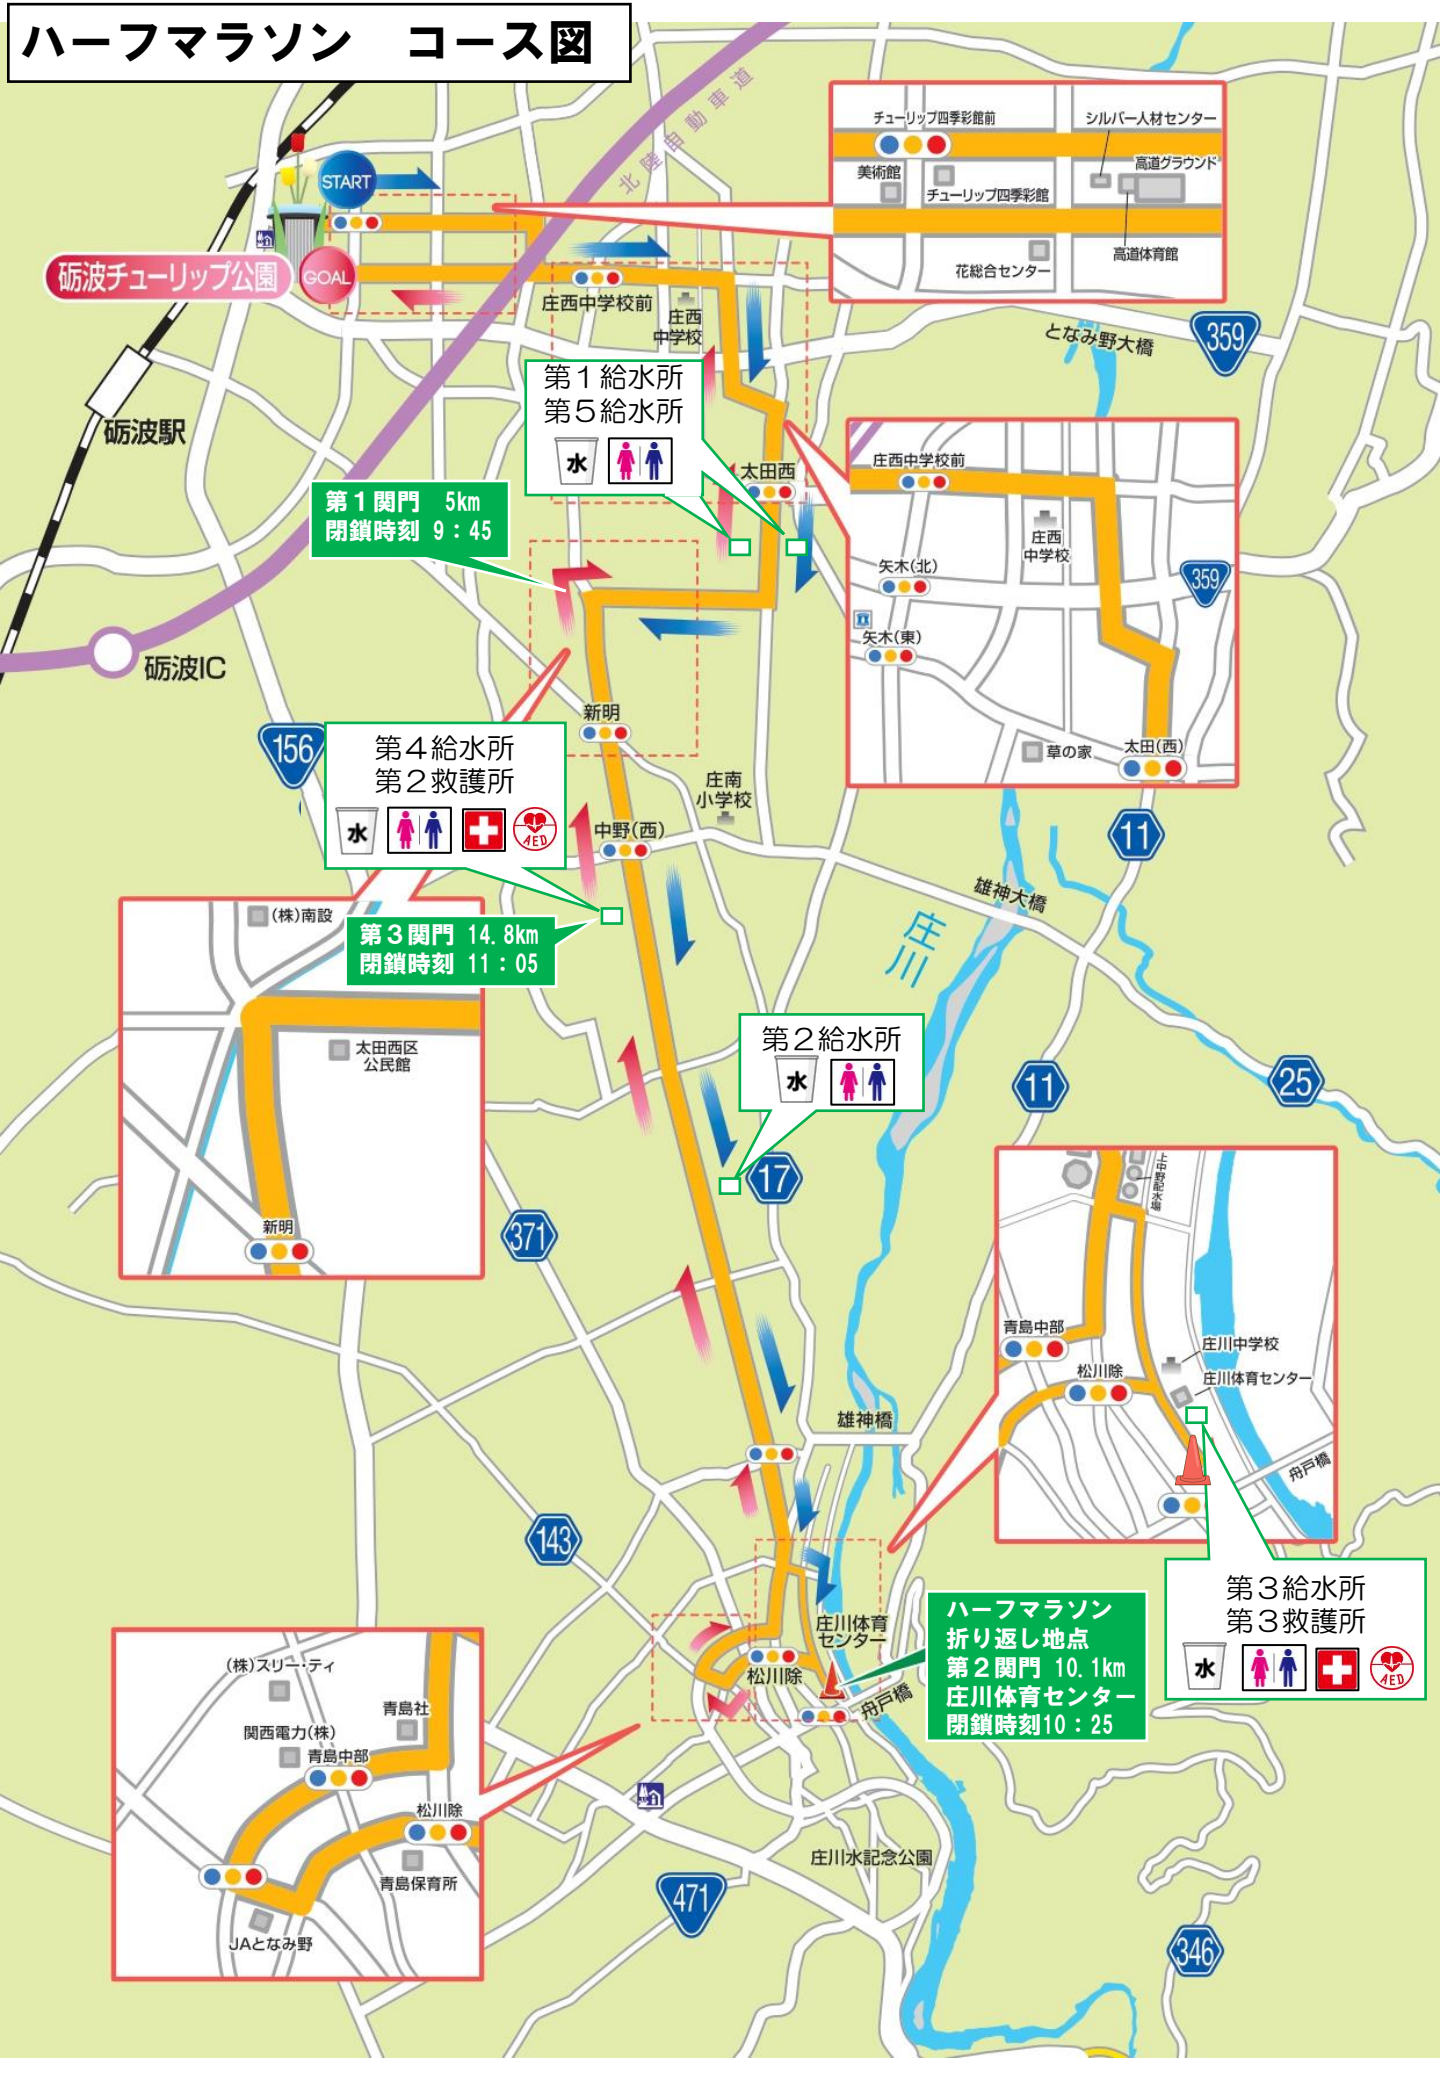 ハーフマラソン　コース図
北陸自動車道
START
GOAL
砺波チューリップ公園
庄西中学校前
庄西
中学校
チューリップ四季彩館前
シルバー人材センター
美術館
高道グラウンド
チューリップ四季彩館
花総合センター
高道体育館
となみ野大橋
359
砺波駅
第１給水所
第５給水所
水
太田西
第１関門　5km
閉鎖時刻 9：45
庄西中学校前
庄西
中学校
矢木(北)
359
矢木(東)
草の家
太田(西)
砺波IC
156
新明
第４給水所
第２救護所
水
AED
庄南
小学校
中野(西)
11
雄神大橋
庄川
(株)南設
第３関門 14.8km
閉鎖時刻 11：05
太田西区
公民館
新明
第２給水所
水
11
25
17
371
上中野配水場
青島中部
松川除
庄川中学校
庄川体育センター
舟戸橋
雄神橋
143
第３給水所
第３救護所
水
AED
庄川体育
センター
松川除
舟戸橋
ハーフマラソン
折り返し地点
第２関門 10.1km
庄川体育センター
閉鎖時刻10：25
(株)スリー・ティ
青島社
関西電力(株)
青島中部
松川除
青島保育所
JAとなみ野
庄川水記念公園
471
346